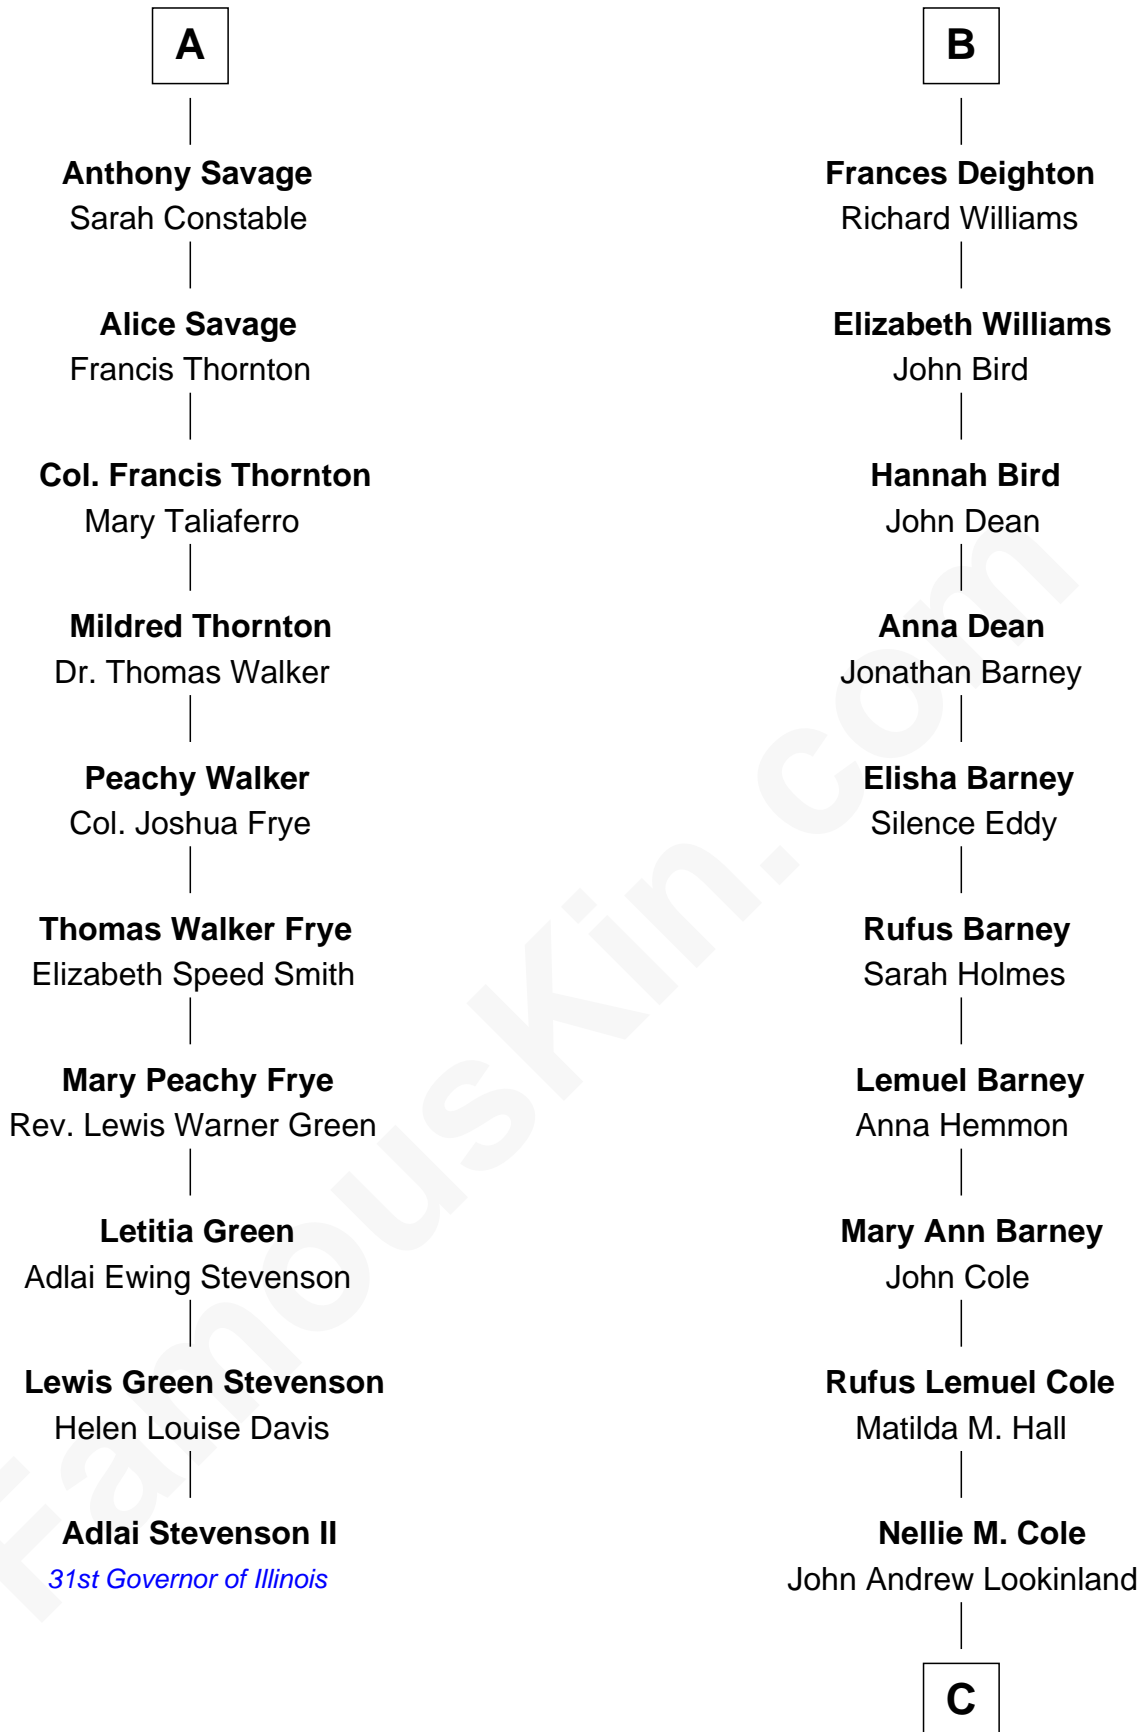 A
Anthony Savage
Sarah Constable
Alice Savage
Francis Thornton
Col. Francis Thornton
Mary Taliaferro
Mildred Thornton
Dr. Thomas Walker
Peachy Walker
Col. Joshua Frye
Thomas Walker Frye
Elizabeth Speed Smith
Mary Peachy Frye
Rev. Lewis Warner Green
Letitia Green
Adlai Ewing Stevenson
Lewis Green Stevenson
Helen Louise Davis
Adlai Stevenson II
31st Governor of Illinois
B
Frances Deighton
Richard Williams
Elizabeth Williams
John Bird
Hannah Bird
John Dean
Anna Dean
Jonathan Barney
Elisha Barney
Silence Eddy
Rufus Barney
Sarah Holmes
Lemuel Barney
Anna Hemmon
Mary Ann Barney
John Cole
Rufus Lemuel Cole
Matilda M. Hall
Nellie M. Cole
John Andrew Lookinland
C
FamousKin.com